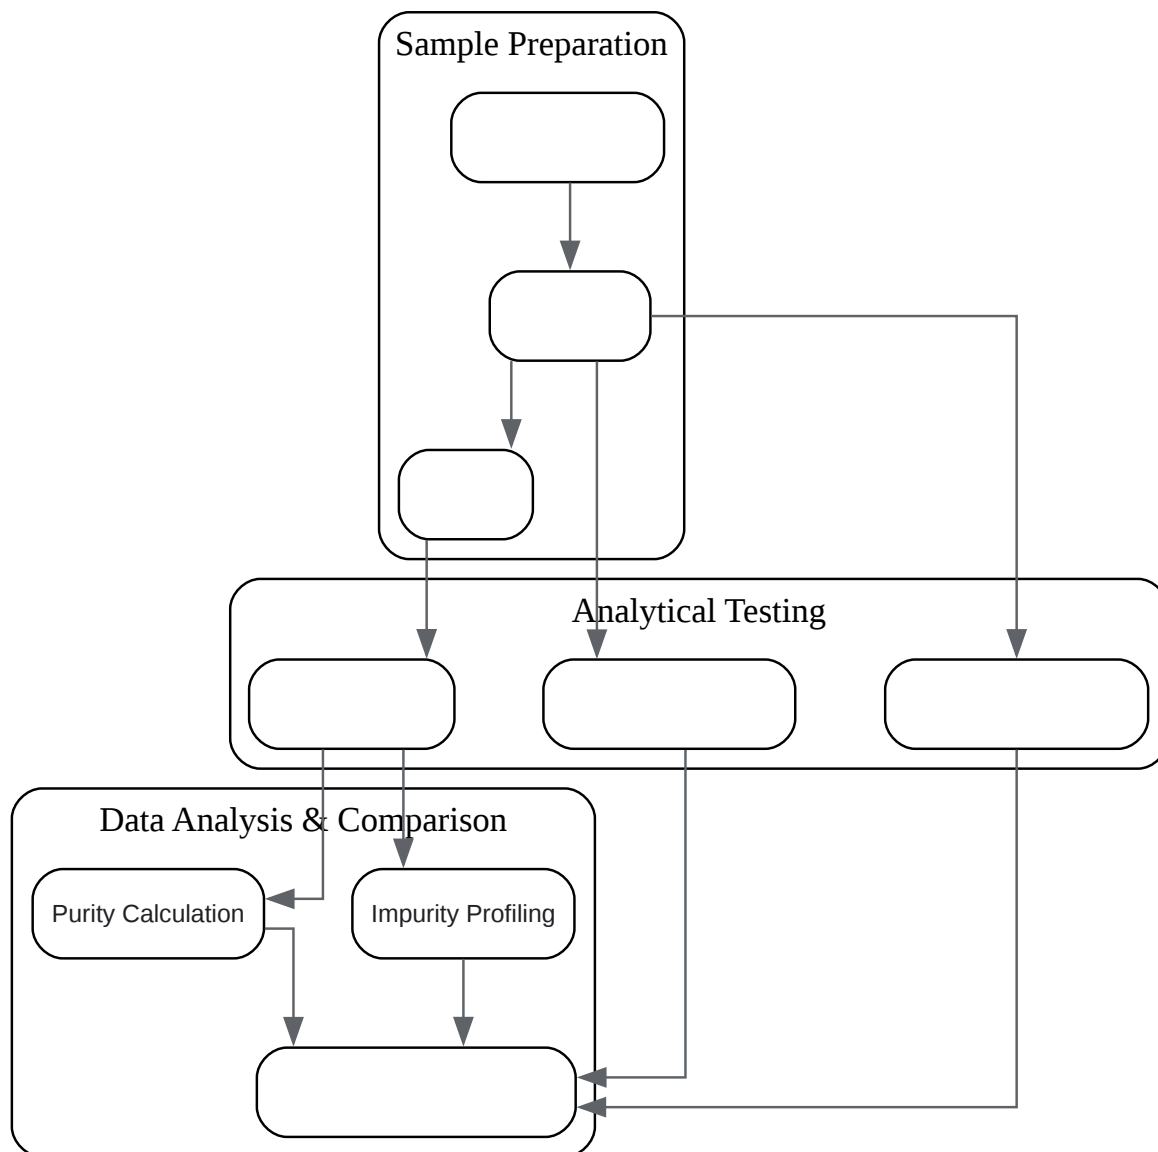 Sample Preparation
Analytical Testing
Data Analysis & Comparison
Purity Calculation
Impurity Profiling